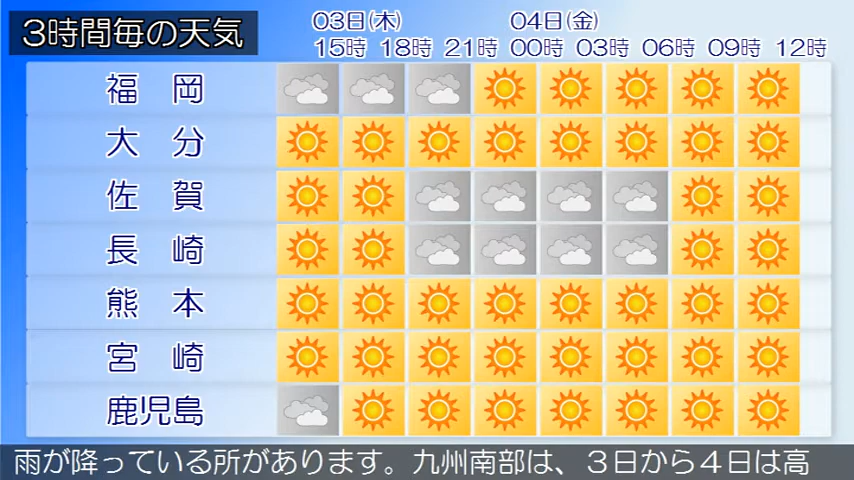 3時間毎の天気
03日(木) 04日(金)
15時 18時 21時 00時 03時 06時 09時 12時
福岡
大分
佐賀
長崎
熊本
宮崎
鹿児島
雨が降っている所があります。九州南部は、３日から４日は高